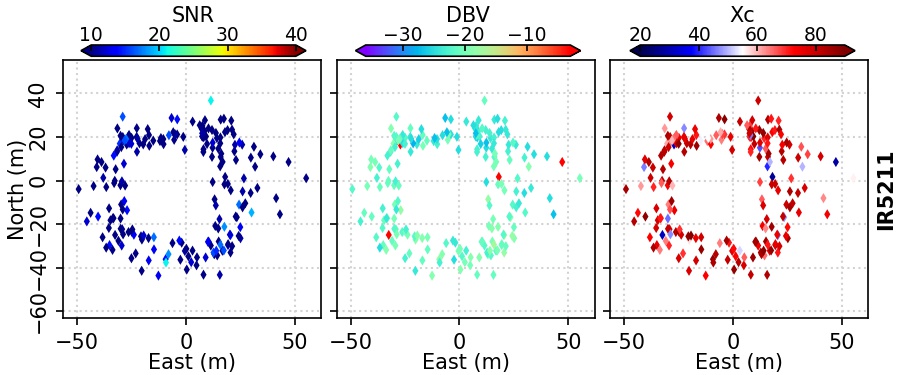 SNR DBV Xc
10 20 30 40 −30 −20 −10 20 40 60 80
40
20
0
−20
−40
−60
North (m)
−50 0 50 −50 0 50 −50 0 50
East (m) East (m) East (m)
IR5211